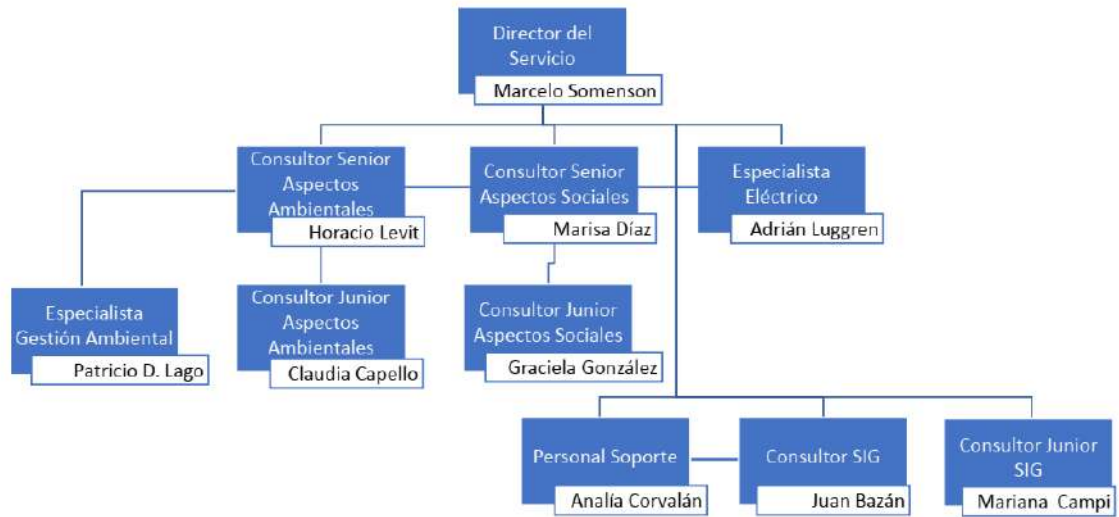 Director del
Servicio
Marcelo Somenson
Consultor Senior
Aspectos
Ambientales
Horacio Levit
Consultor Senior
Aspectos Sociales
Marisa Díaz
Especialista
Eléctrico
Adrián Luggren
Especialista
Gestión Ambiental
Patricio D. Lago
Consultor Junior
Aspectos
Ambientales
Claudia Capello
Consultor Junior
Aspectos Sociales
Graciela González
Personal Soporte
Analía Corvalán
Consultor SIG
Juan Bazán
Consultor Junior
SIG
Mariana Campi